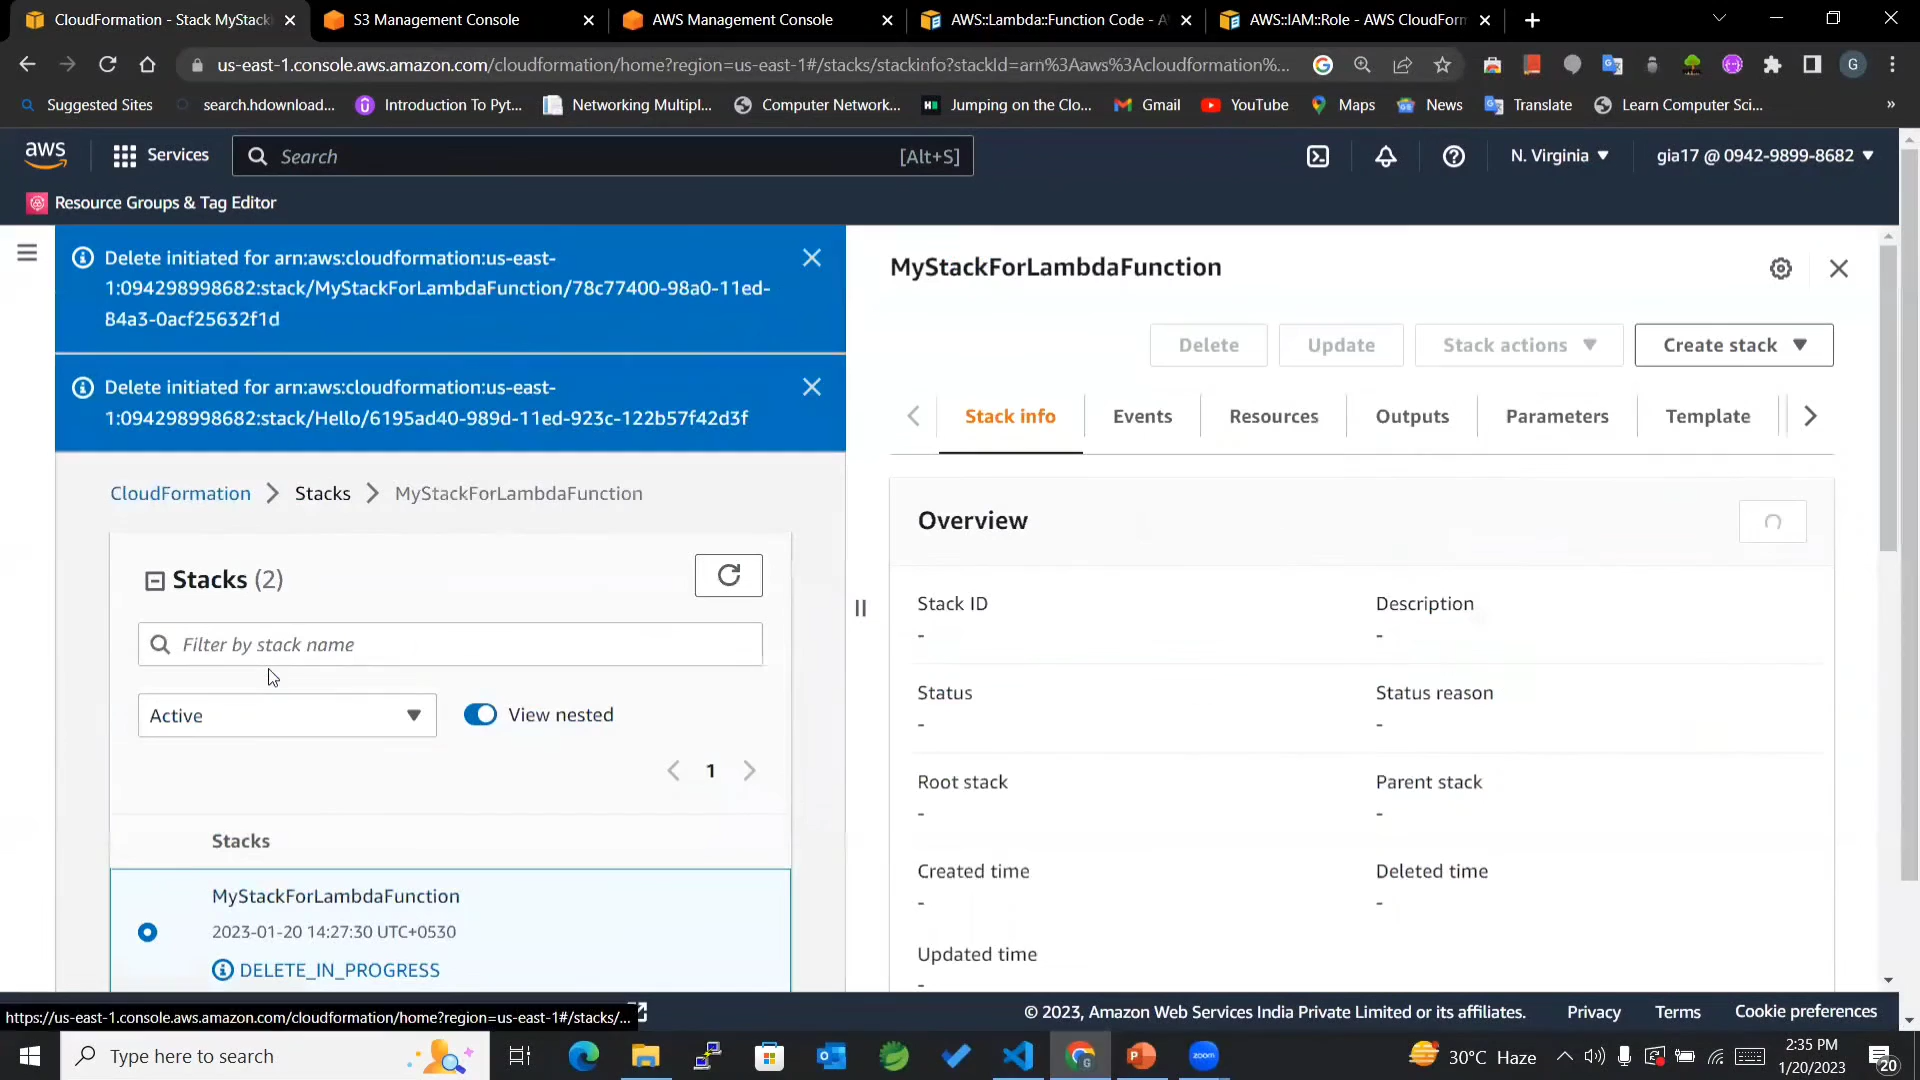 CloudFormation - Stack MyStack
S3 Management Console
AWS Management Console
AWS::Lambda::Function Code - A
AWS::IAM::Role - AWS CloudForm
us-east-1.console.aws.amazon.com/cloudformation/home?region=us-east-1#/stacks/stackinfo?stackId=arn%3Aaws%3Acloudformation%...
G
Suggested Sites
search.hdownload...
Introduction To Pyt...
Networking Multipl...
Computer Network...
Jumping on the Clo...
Gmail
YouTube
Maps
News
Translate
Learn Computer Sci...
»
aws
Services
Search
[Alt+S]
N. Virginia
gia17 @ 0942-9899-8682
Resource Groups & Tag Editor
Delete initiated for arn:aws:cloudformation:us-east-
1:094298998682:stack/MyStackForLambdaFunction/78c77400-98a0-11ed-
84a3-0acf25632f1d
Delete initiated for arn:aws:cloudformation:us-east-
1:094298998682:stack/Hello/6195ad40-989d-11ed-923c-122b57f42d3f
CloudFormation
Stacks
MyStackForLambdaFunction
Stacks (2)
Filter by stack name
Active
View nested
1
Stacks
MyStackForLambdaFunction
2023-01-20 14:27:30 UTC+0530
DELETE_IN_PROGRESS
MyStackForLambdaFunction
Delete
Update
Stack actions
Create stack
Stack info
Events
Resources
Outputs
Parameters
Template
Overview
Stack ID
-
Description
-
Status
-
Status reason
-
Root stack
-
Parent stack
-
Created time
-
Deleted time
-
Updated time
-
https://us-east-1.console.aws.amazon.com/cloudformation/home?region=us-east-1#/stacks/...
© 2023, Amazon Web Services India Private Limited or its affiliates.
Privacy
Terms
Cookie preferences
Type here to search
zoom
30°C Haze
2:35 PM
1/20/2023
20